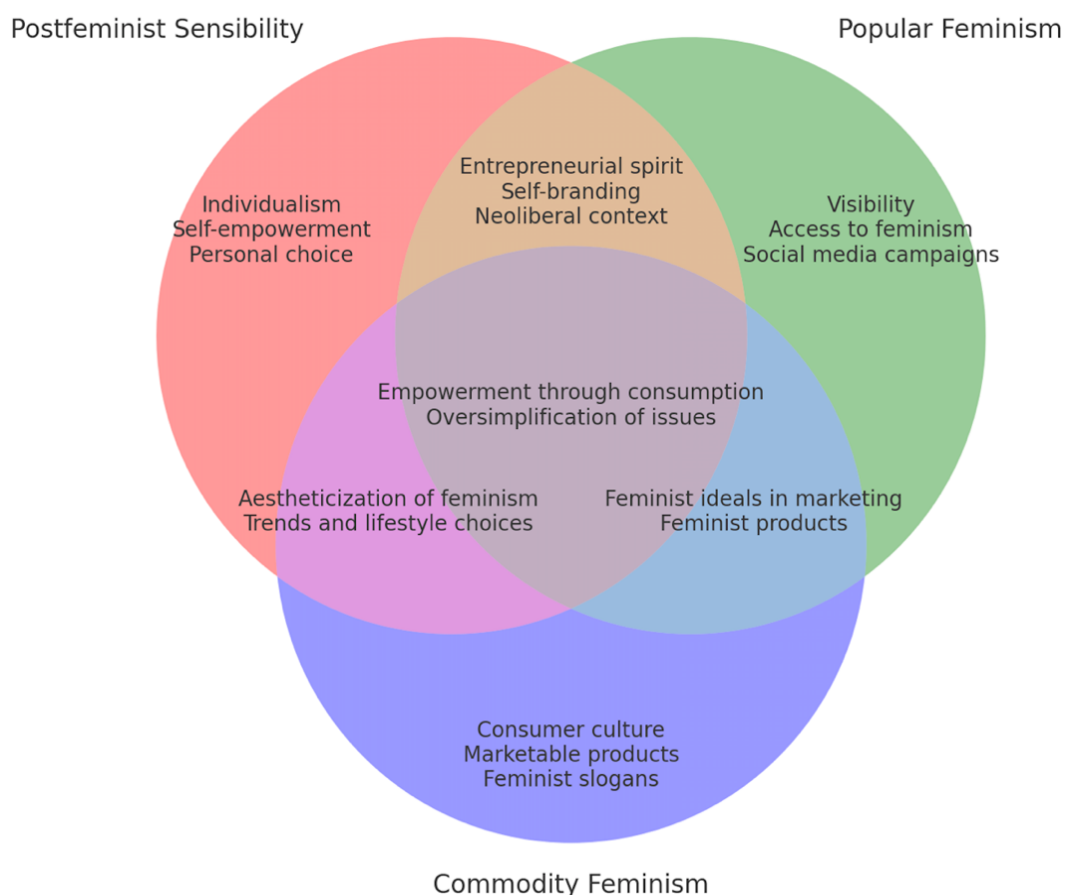 Postfeminist Sensibility
Popular Feminism
Entrepreneurial spirit
Self-branding
Neoliberal context
Individualism
Self-empowerment
Personal choice
Visibility
Access to feminism
Social media campaigns
Empowerment through consumption
Oversimplification of issues
Aestheticization of feminism
Trends and lifestyle choices
Feminist ideals in marketing
Feminist products
Consumer culture
Marketable products
Feminist slogans
Commodity Feminism